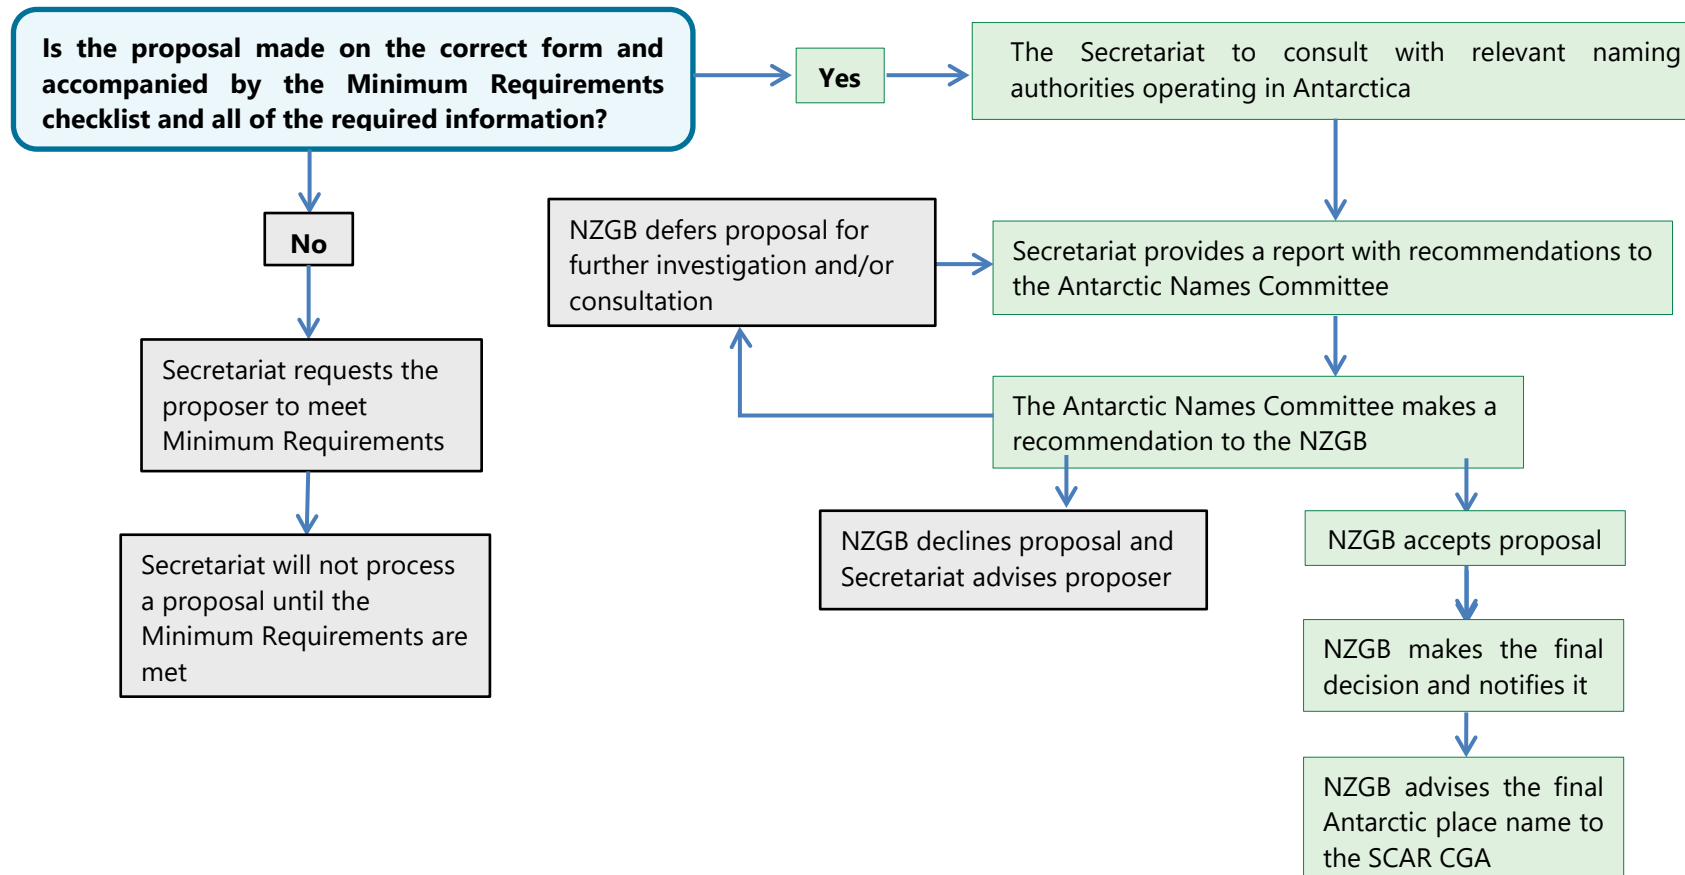 Is the proposal made on the correct form and
accompanied by the Minimum Requirements
checklist and all of the required information?
Yes
The Secretariat to consult with relevant naming
authorities operating in Antarctica
No
NZGB defers proposal for
further investigation and/or
consultation
Secretariat provides a report with recommendations to
the Antarctic Names Committee
Secretariat requests the
proposer to meet
Minimum Requirements
The Antarctic Names Committee makes a
recommendation to the NZGB
Secretariat will not process
a proposal until the
Minimum Requirements are
met
NZGB declines proposal and
Secretariat advises proposer
NZGB accepts proposal
NZGB makes the final
decision and notifies it
NZGB advises the final
Antarctic place name to
the SCAR CGA